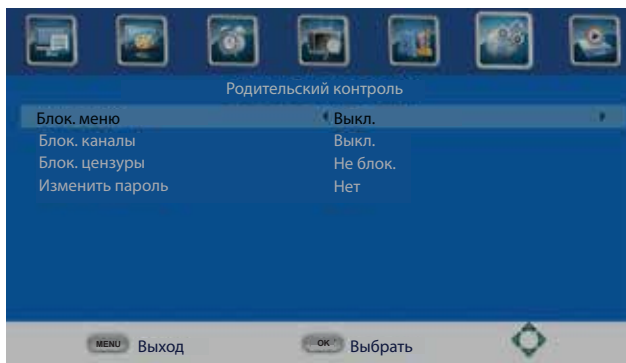 Родительский контроль
Блок. меню Выкл.
Блок. каналы Выкл.
Блок. цензуры Не блок.
Изменить пароль Нет
MENU Выход OK Выбрать